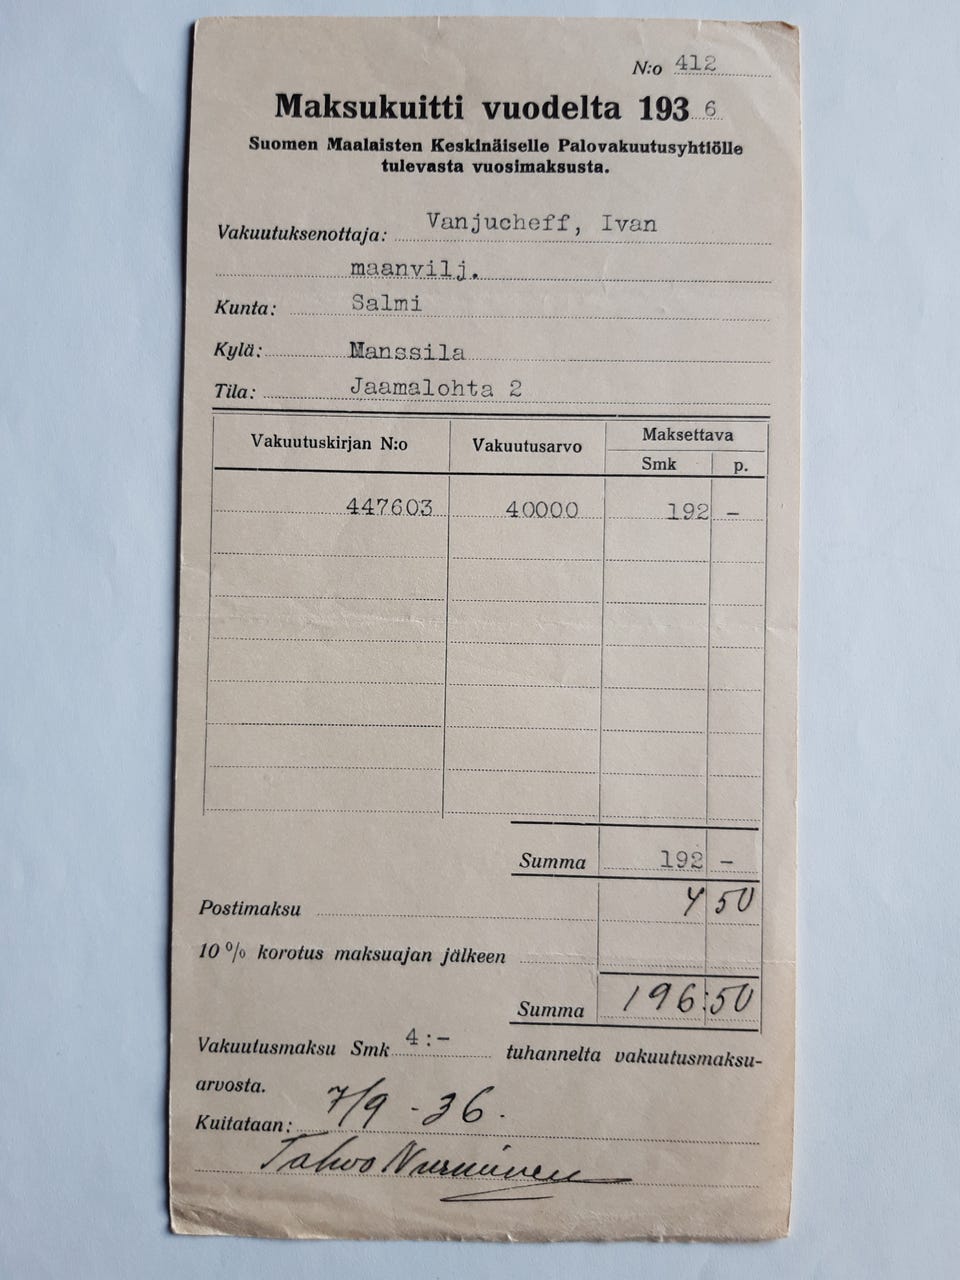 N:o 412
Maksukuitti vuodelta 1936
Suomen Maalaisten Keskinäiselle Palovakuutusyhtiölle
tulevasta vuosimaksusta.
Vakuutuksenottaja: Vanjucheff, Ivan
maanvilj.
Kunta: Salmi
Kylä: Manssila
Tila: Jaamalohta 2
Vakuutuskirjan N:o Vakuutusarvo Maksettava
Smk p.
447603 40000 192 –
Summa 192 –
Postimaksu 4 50
10 % korotus maksuajan jälkeen
Summa 196:50
Vakuutusmaksu Smk 4:– tuhannelta vakuutusmaksu-
arvosta.
Kuitataan: 7/9 - 36.
Tahvo Nurminen